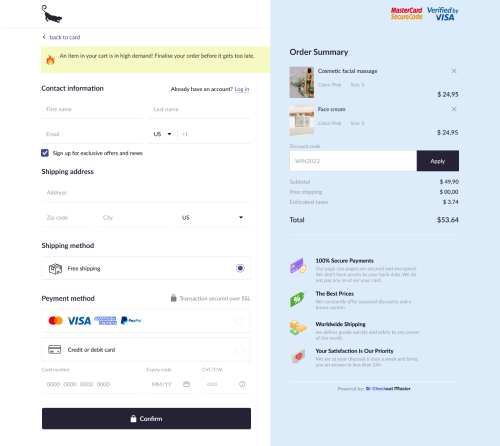 MasterCard SecureCode
Verified by VISA
back to card
An item in your cart is in high demand! Finalise your order before it gets too late.
Contact information
Already have an account? Log in
First name
Last name
Email
US
+1
Sign up for exclusive offers and news
Shipping address
Address
Zip code
City
US
Shipping method
Free shipping
Payment method
Transaction secured over SSL
VISA
AMERICAN EXPRESS
PayPal
Credit or debit card
Card number
Expiry code
CVC/CW
0000 0000 0000 0000
MM/YY
000
Confirm
Order Summary
Cosmetic facial massage
Color: Pink
Size: S
$ 24,95
Face cream
Color: Pink
Size: S
$ 24,95
Discount code
WIN2023
Apply
Subtotal
$ 49,90
Free shipping
$ 00,00
Estimated taxes
$ 3.74
Total
$53.64
100% Secure Payments
Our page nise pages are secured and encrypted.
We don't have access to your bank data. We do
not pay any in out your card.
The Best Prices
We constantly offer seasonal discounts and a
bonus system.
Worldwide Shipping
we deliver goods quickly and safely to any corner
of the world.
Your Satisfaction Is Our Priority
We are at your disposal 6 days a week and bring
you an answer in less than 24h
Powered by Checkout Master